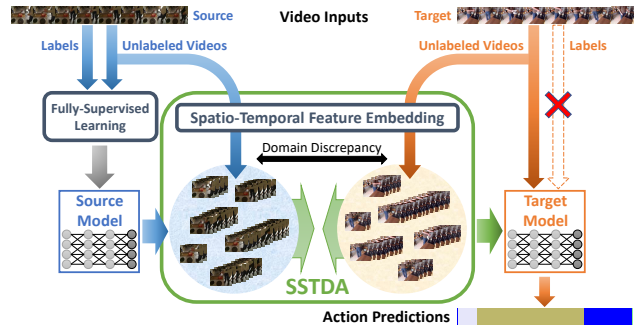 Source
Video Inputs
Target
Labels
Unlabeled Videos
Unlabeled Videos
Labels
Fully-Supervised
Learning
Spatio-Temporal Feature Embedding
Domain Discrepancy
Source
Model
Target
Model
SSTDA
Action Predictions